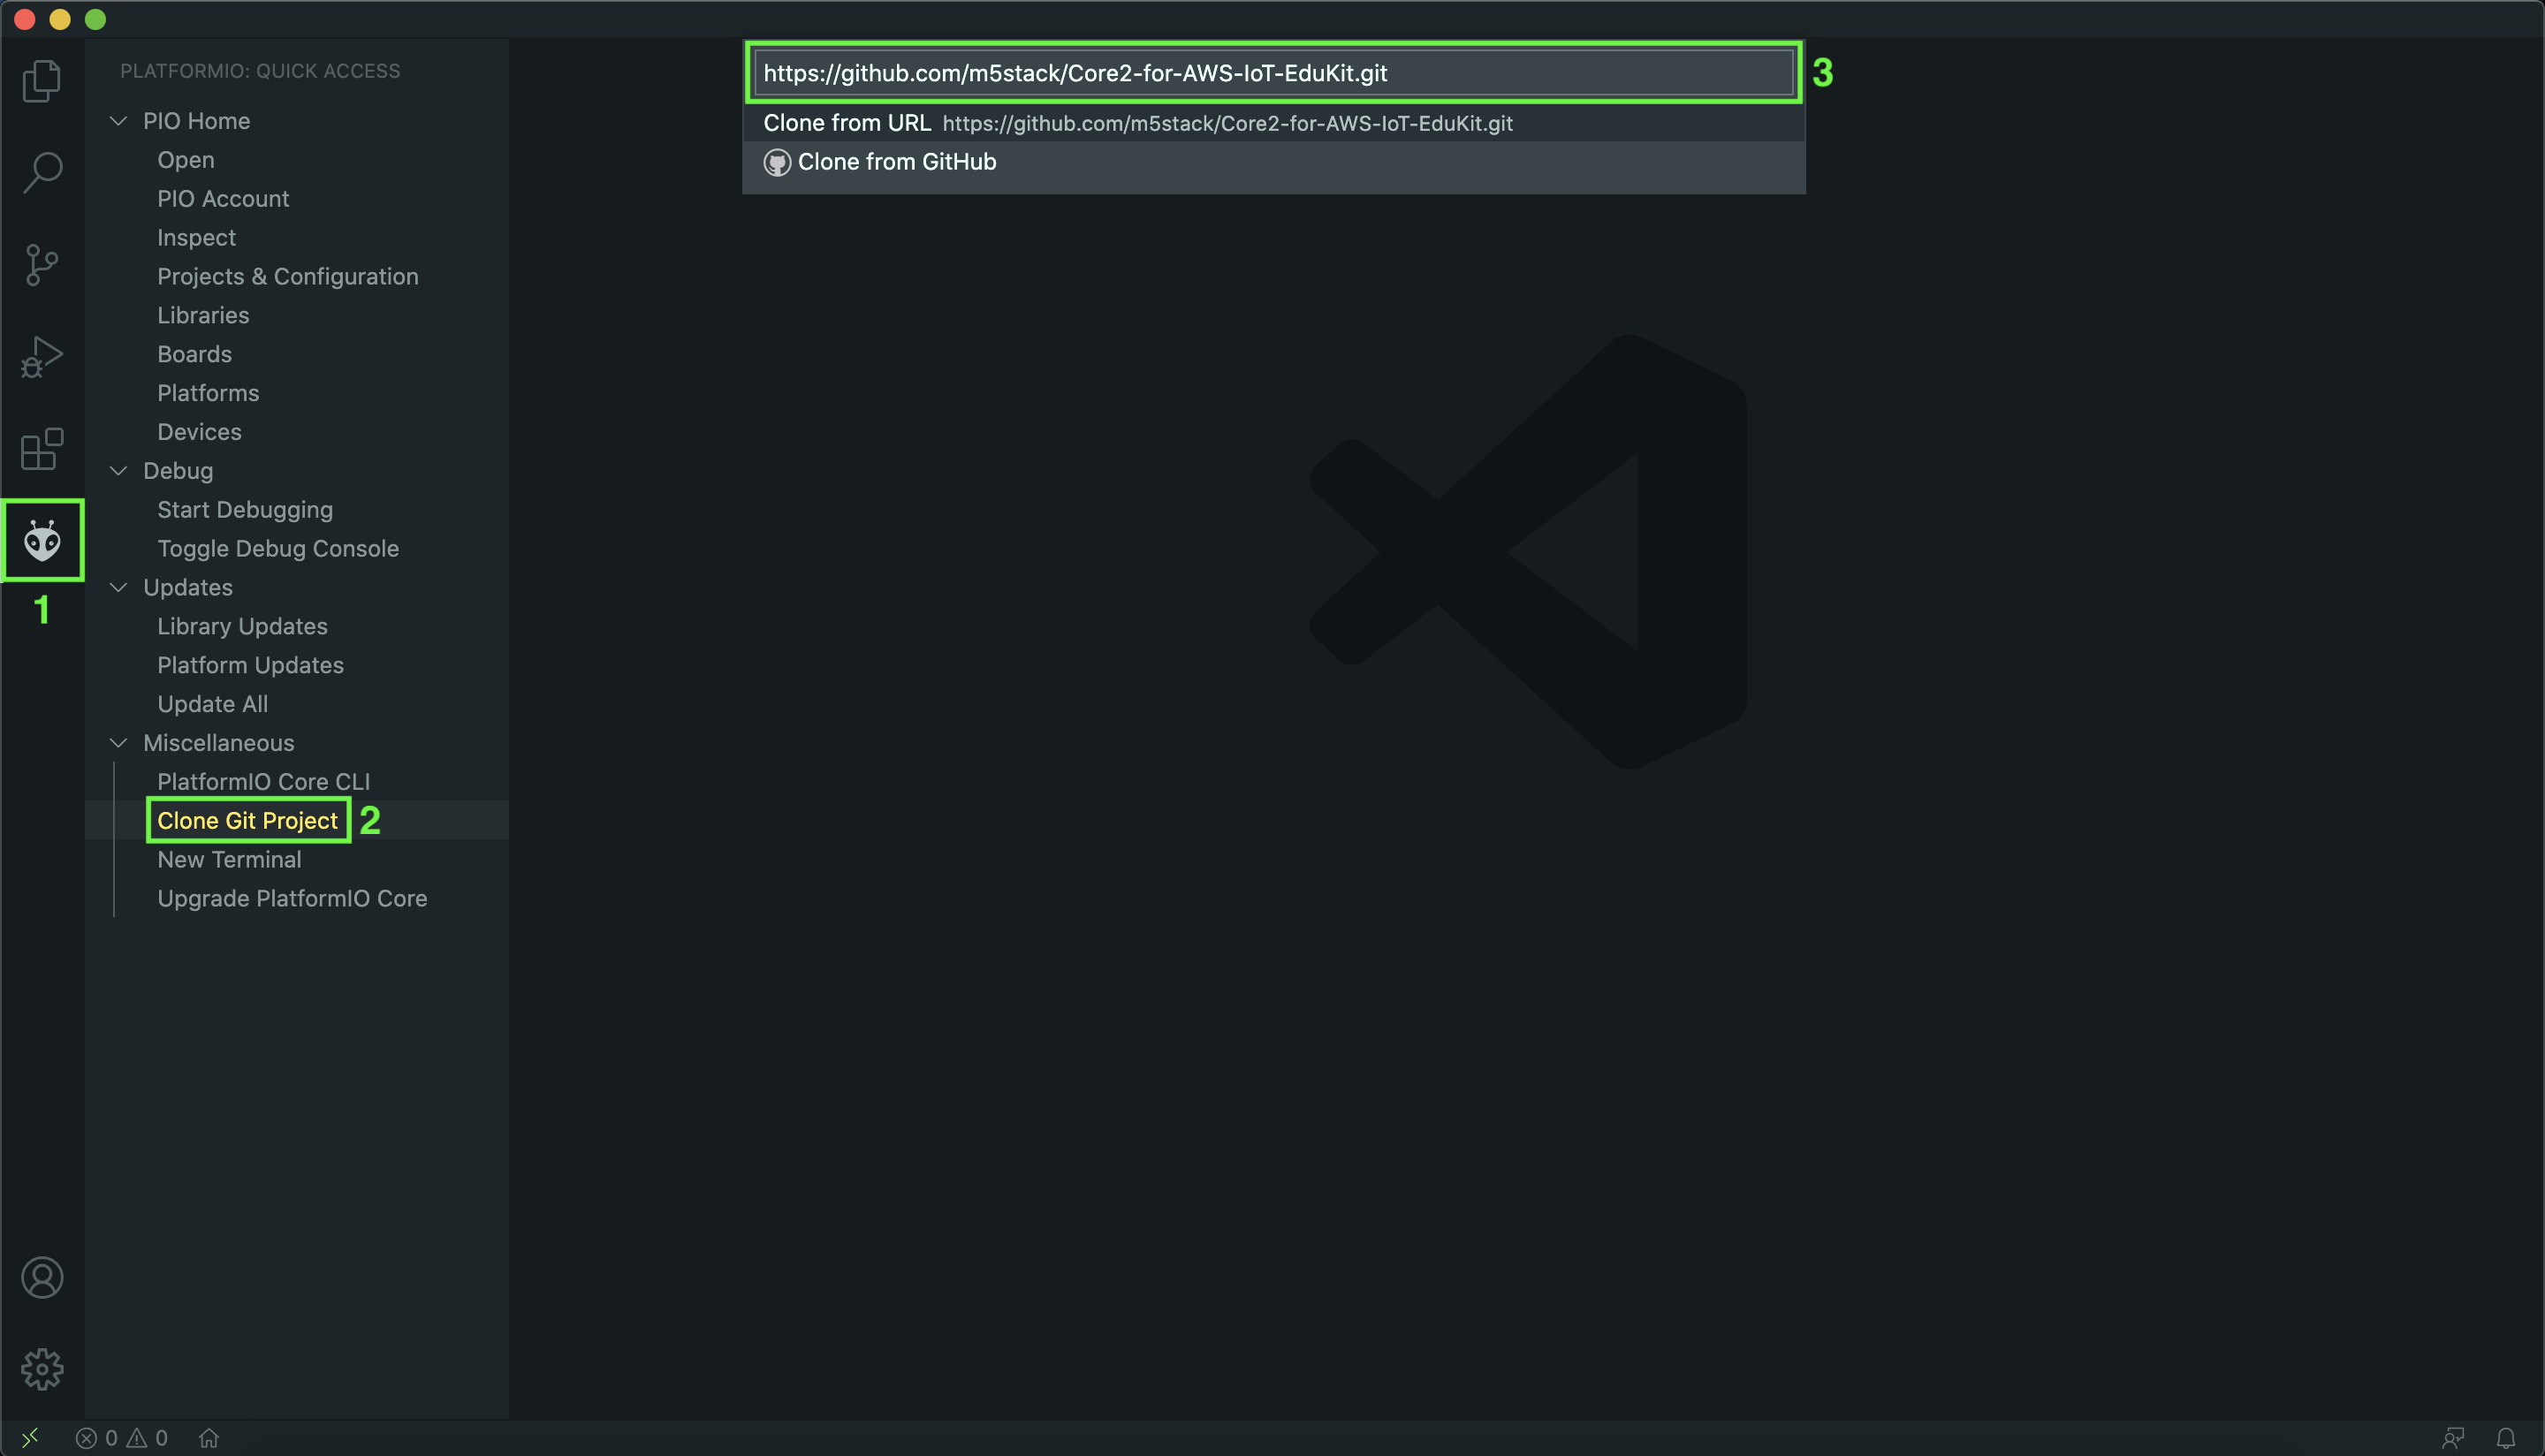 PLATFORMIO: QUICK ACCESS
PIO Home
Open
PIO Account
Inspect
Projects & Configuration
Libraries
Boards
Platforms
Devices
Debug
Start Debugging
Toggle Debug Console
Updates
Library Updates
Platform Updates
Update All
Miscellaneous
PlatformIO Core CLI
Clone Git Project 2
New Terminal
Upgrade PlatformIO Core
1
https://github.com/m5stack/Core2-for-AWS-IoT-EduKit.git 3
Clone from URL https://github.com/m5stack/Core2-for-AWS-IoT-EduKit.git
Clone from GitHub
0 0